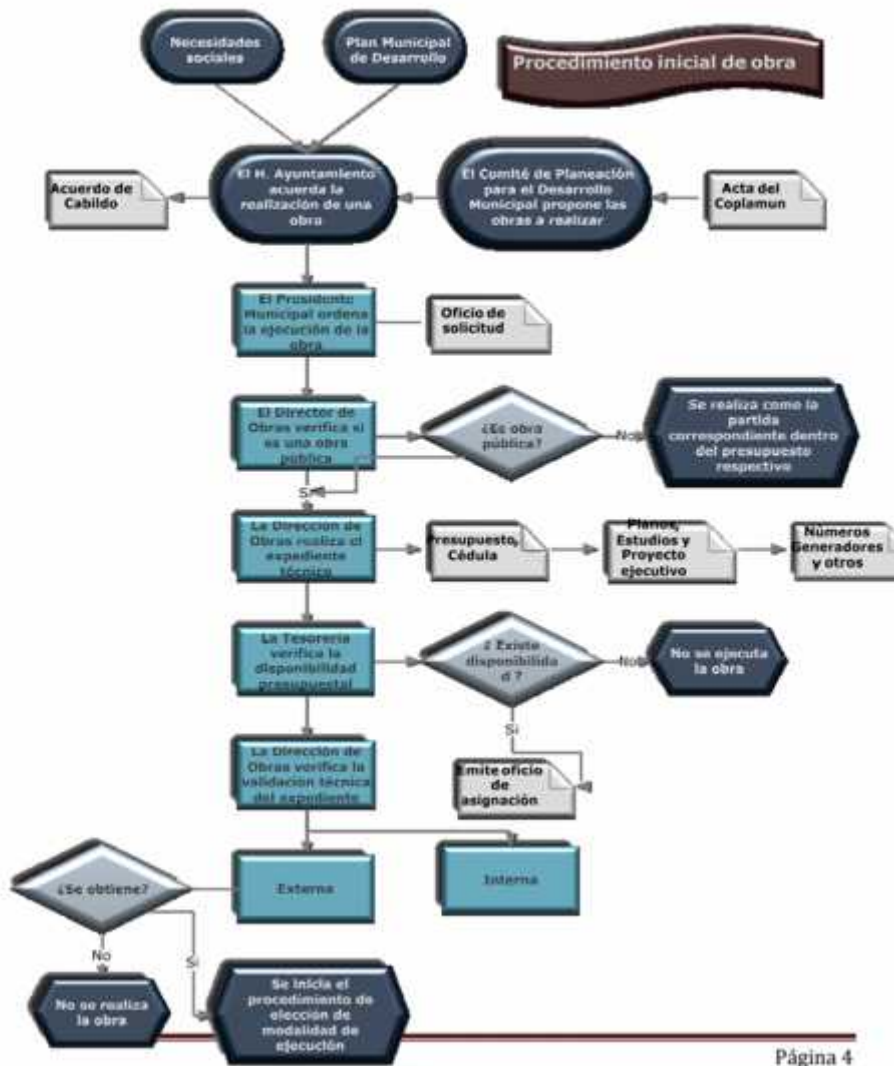 Necesidades
sociales
Plan Municipal
de Desarrollo
Procedimiento inicial de obra
Acuerdo de
Cabildo
El H. Ayuntamiento
acuerda la
realización de una
obra
El Comité de Planeación
para el Desarrollo
Municipal propone las
obras a realizar
Acta del
Coplamun
El Presidente
Municipal ordena
la ejecución de la
obra
Oficio de
solicitud
El Director de
Obras verifica si
es una obra
pública
¿Es obra
pública?
No
Se realiza como la
partida
correspondiente dentro
del presupuesto
respectivo
Si
La Dirección de
Obras realiza el
expediente
técnico
Presupuesto,
Cédula
Planos,
Estudios y
Proyecto
ejecutivo
Números
Generadores
y otros
La Tesorería
verifica la
disponibilidad
presupuestal
¿ Existe
disponibilida
d ?
No
No se ejecuta
la obra
Si
La Dirección de
Obras verifica la
validación técnica
del expediente
Emite oficio
de
asignación
¿Se obtiene?
Externa
Interna
No
Si
No se realiza
la obra
Se inicia el
procedimiento de
elección de
modalidad de
ejecución
Página 4